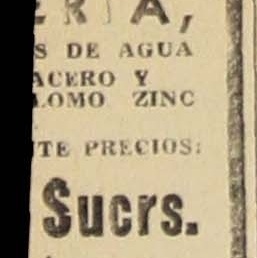 ERIA,
S DE AGUA
ACERO Y
LOMO ZINC
TE PRECIOS:
Sucrs.